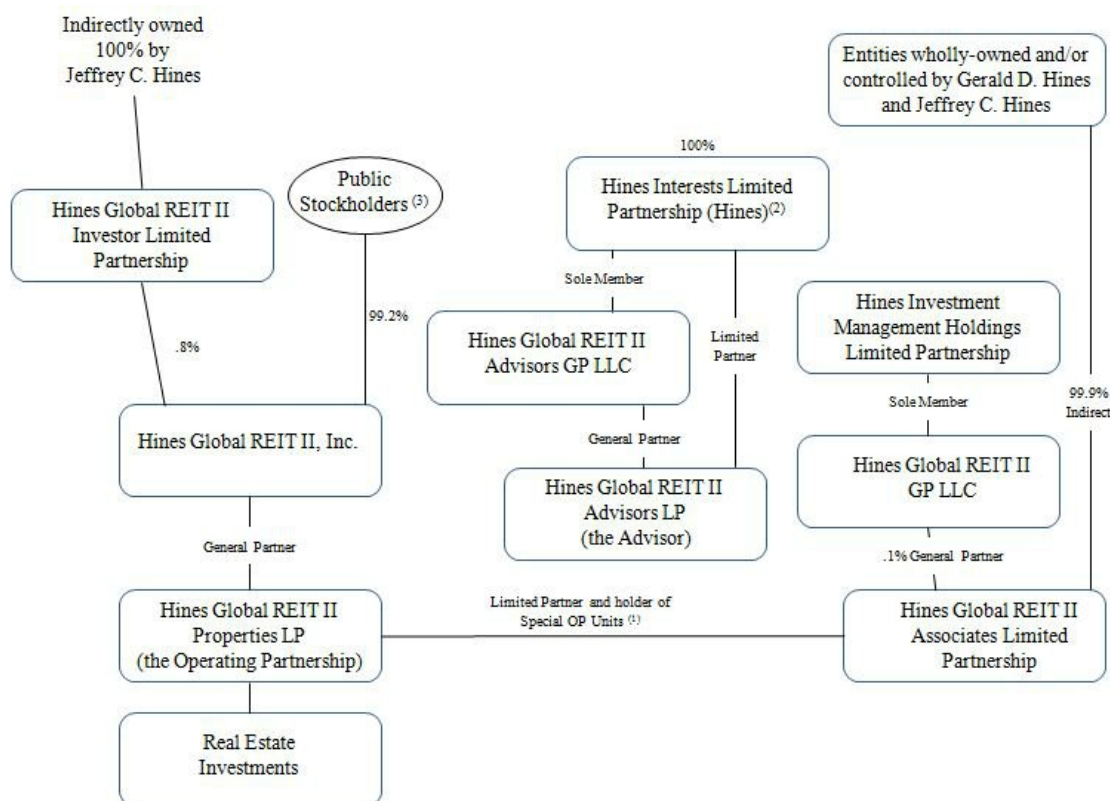 Indirectly owned
100% by
Jeffrey C. Hines
Entities wholly-owned and/or
controlled by Gerald D. Hines
and Jeffrey C. Hines
100%
Public
Stockholders (3)
Hines Interests Limited
Partnership (Hines)(2)
Hines Global REIT II
Investor Limited
Partnership
Sole Member
99.2%
Hines Investment
Management Holdings
Limited Partnership
Limited
Partner
.8%
Hines Global REIT II
Advisors GP LLC
99.9%
Indirect
Sole Member
Hines Global REIT II, Inc.
General Partner
Hines Global REIT II
GP LLC
Hines Global REIT II
Advisors LP
(the Advisor)
General Partner
.1% General Partner
Hines Global REIT II
Properties LP
(the Operating Partnership)
Limited Partner and holder of
Special OP Units (1)
Hines Global REIT II
Associates Limited
Partnership
Real Estate
Investments